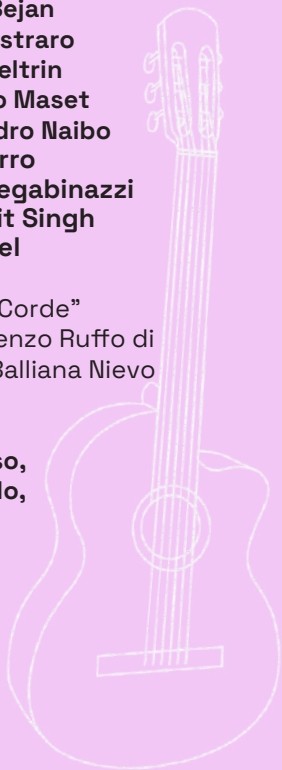 Bejan
straro
eltrin
o Maset
dro Naibo
rro
egabinazzi
it Singh
el
Corde”
enzo Ruffo di
Balliana Nievo
so,
lo,